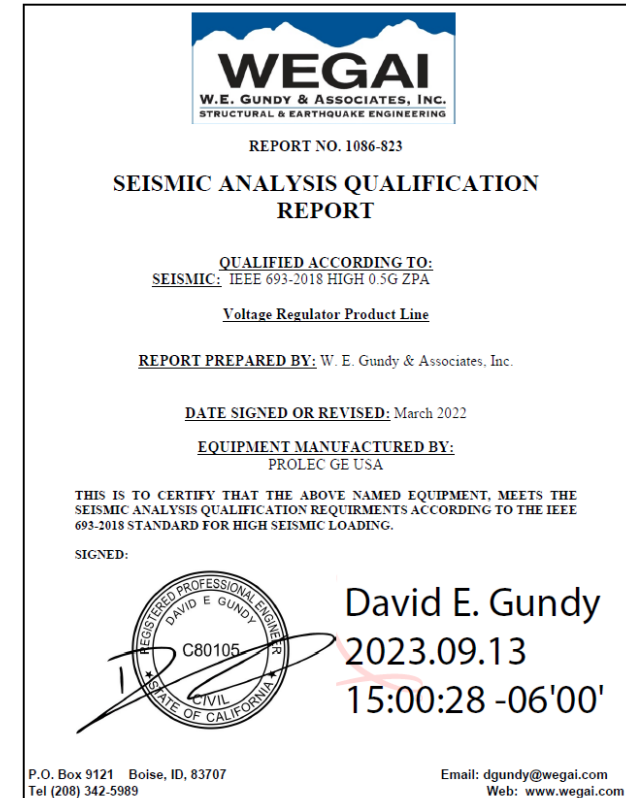 WEGAI
W.E. GUNDY & ASSOCIATES, INC.
STRUCTURAL & EARTHQUAKE ENGINEERING
REPORT NO. 1086-823
SEISMIC ANALYSIS QUALIFICATION
REPORT
QUALIFIED ACCORDING TO:
SEISMIC: IEEE 693-2018 HIGH 0.5G ZPA
Voltage Regulator Product Line
REPORT PREPARED BY: W. E. Gundy & Associates, Inc.
DATE SIGNED OR REVISED: March 2022
EQUIPMENT MANUFACTURED BY:
PROLEC GE USA
THIS IS TO CERTIFY THAT THE ABOVE NAMED EQUIPMENT, MEETS THE
SEISMIC ANALYSIS QUALIFICATION REQUIRMENTS ACCORDING TO THE IEEE
693-2018 STANDARD FOR HIGH SEISMIC LOADING.
SIGNED:
REGISTERED PROFESSIONAL ENGINEER
DAVID E GUNDY
C80105
CIVIL
STATE OF CALIFORNIA
David E. Gundy
2023.09.13
15:00:28 -06'00'
P.O. Box 9121 Boise, ID, 83707
Tel (208) 342-5989
Email: dgundy@wegai.com
Web: www.wegai.com